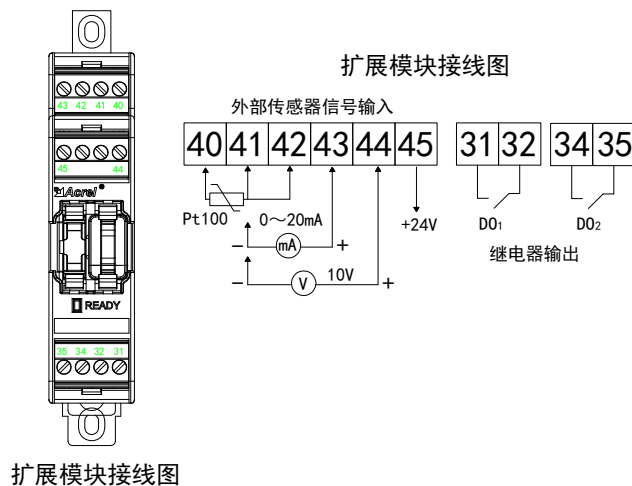 扩展模块接线图
外部传感器信号输入
40 41 42 43 44 45
31 32
34 35
Pt100
0～20mA
+24V
DO₁
DO₂
- mA +
继电器输出
10V
- V +
43 42 41 40
45 44
Acrel®
READY
35 34 32 31
扩展模块接线图